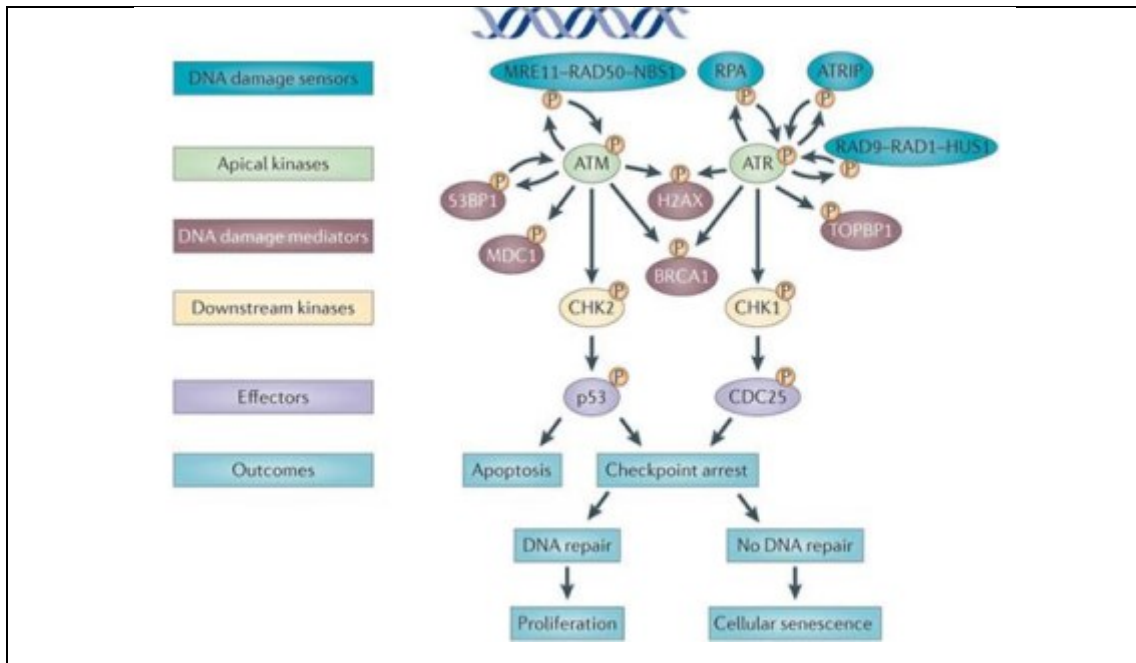 DNA damage sensors
MRE11–RAD50–NBS1
RPA
ATRIP
P
P
P
P
P
RAD9–RAD1–HUS1
P
Apical kinases
ATM
ATR
P
53BP1
P
H2AX
P
TOPBP1
DNA damage mediators
P
MDC1
P
BRCA1
Downstream kinases
P
CHK2
P
CHK1
Effectors
P
p53
P
CDC25
Outcomes
Apoptosis
Checkpoint arrest
DNA repair
No DNA repair
Proliferation
Cellular senescence